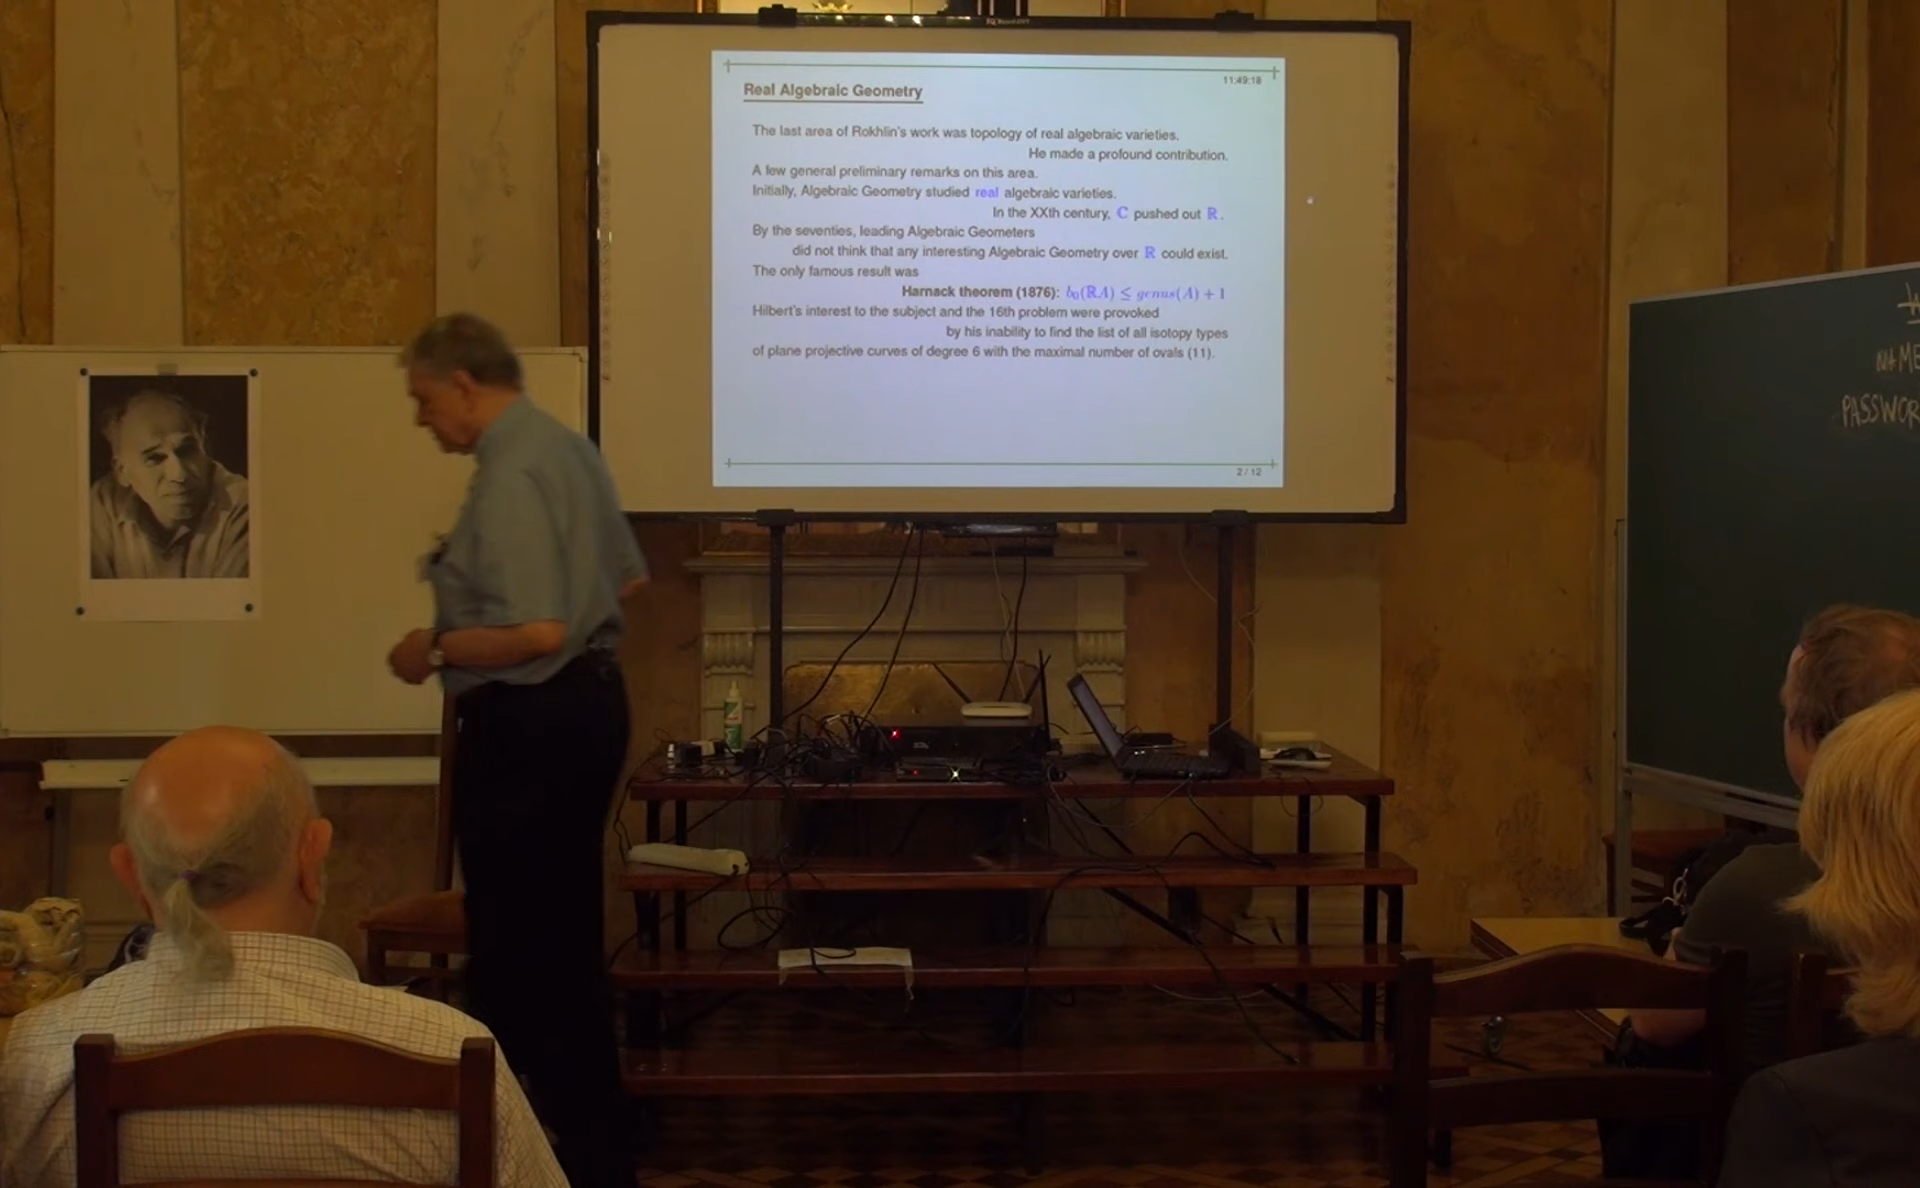 11:49:18
Real Algebraic Geometry
The last area of Rokhlin's work was topology of real algebraic varieties.
He made a profound contribution.
A few general preliminary remarks on this area.
Initially, Algebraic Geometry studied real algebraic varieties.
In the XXth century, ℂ pushed out ℝ.
By the seventies, leading Algebraic Geometers
did not think that any interesting Algebraic Geometry over ℝ could exist.
The only famous result was
Harnack theorem (1876): b₀(ℝA) ≤ genus(A) + 1
Hilbert's interest to the subject and the 16th problem were provoked
by his inability to find the list of all isotopy types
of plane projective curves of degree 6 with the maximal number of ovals (11).
2 / 12
NAME
PASSWOR